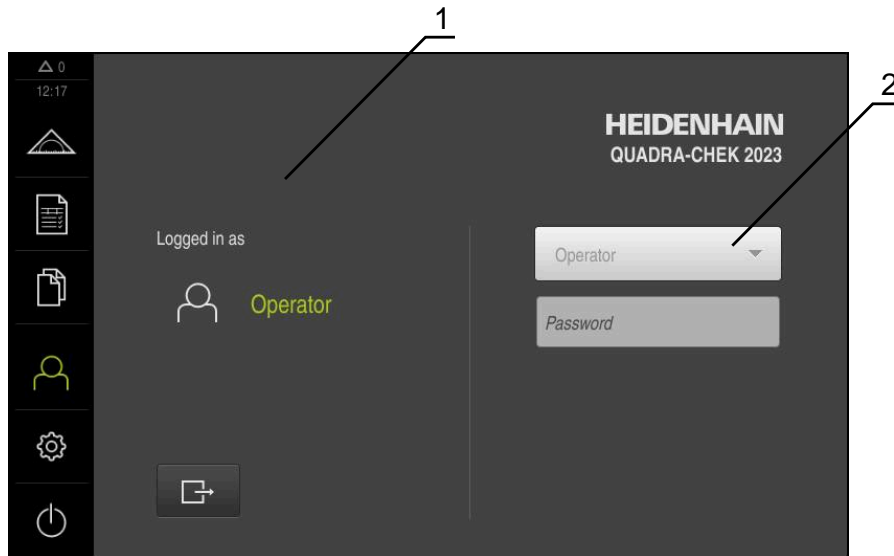 1
2
0
12:17
HEIDENHAIN
QUADRA-CHEK 2023
Logged in as
Operator
Operator
Password